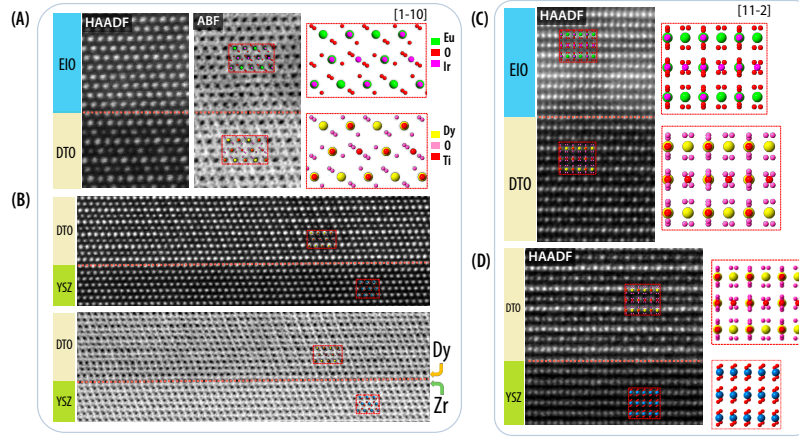 (A)
HAADF
ABF
[1-10]
EIO
DTO
Eu
O
Ir
Dy
O
Ti
(B)
DTO
YSZ
DTO
YSZ
Dy
Zr
(C)
HAADF
[11-2]
EIO
DTO
(D)
HAADF
DTO
YSZ